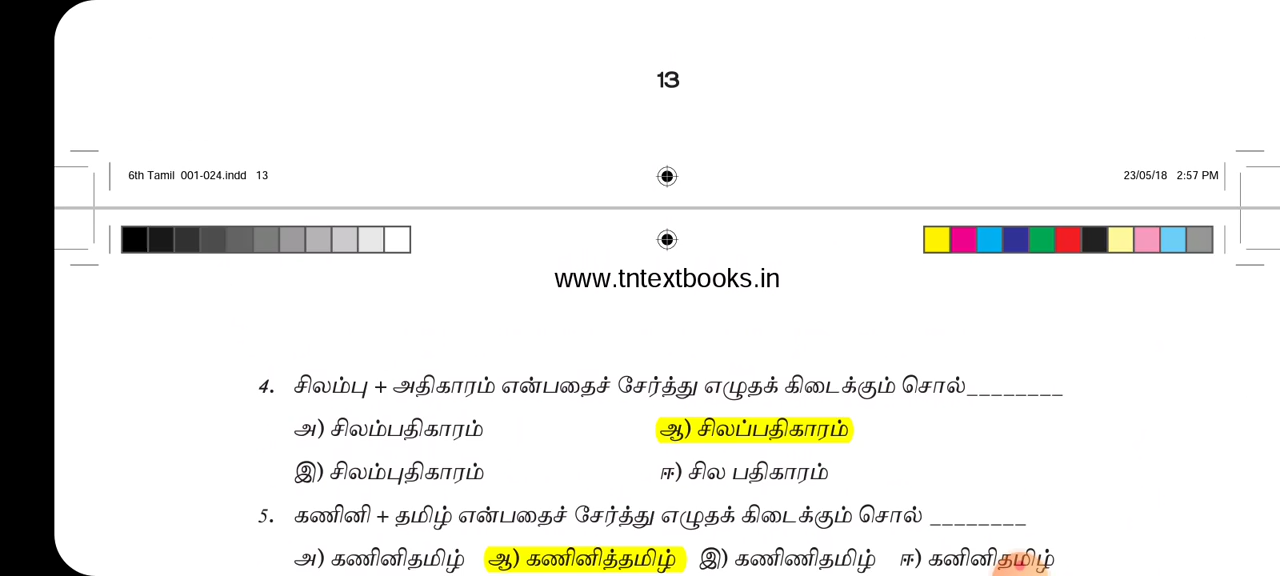 13
6th Tamil 001-024.indd 13 23/05/18 2:57 PM
www.tntextbooks.in
4. சிலம்பு + அதிகாரம் என்பதைச் சேர்த்து எழுதக் கிடைக்கும் சொல்________
அ) சிலம்பதிகாரம் ஆ) சிலப்பதிகாரம்
இ) சிலம்புதிகாரம் ஈ) சில பதிகாரம்
5. கணினி + தமிழ் என்பதைச் சேர்த்து எழுதக் கிடைக்கும் சொல் ________
அ) கணினிதமிழ் ஆ) கணினித்தமிழ் இ) கணிணிதமிழ் ஈ) கனினிதமிழ்